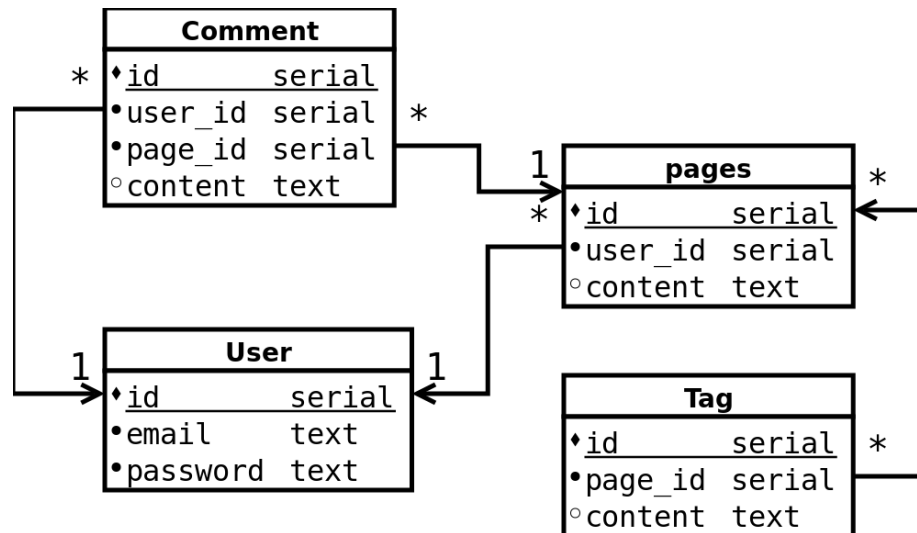 Comment
* id serial
user_id serial *
page_id serial
content text
1
pages
*
* id serial
user_id serial
content text
User
1 1
id serial
email text
password text
Tag
id serial *
page_id serial
content text